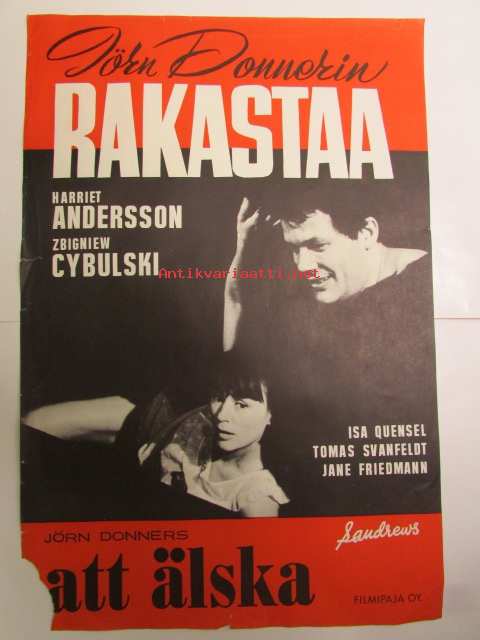 Jörn Donnerin
RAKASTAA
HARRIET
ANDERSSON
ZBIGNIEW
CYBULSKI
Antikvariaatti.net
ISA QUENSEL
TOMAS SVANFELDT
JANE FRIEDMANN
Sandrews
JÖRN DONNERS
att älska
FILMIPAJA OY.